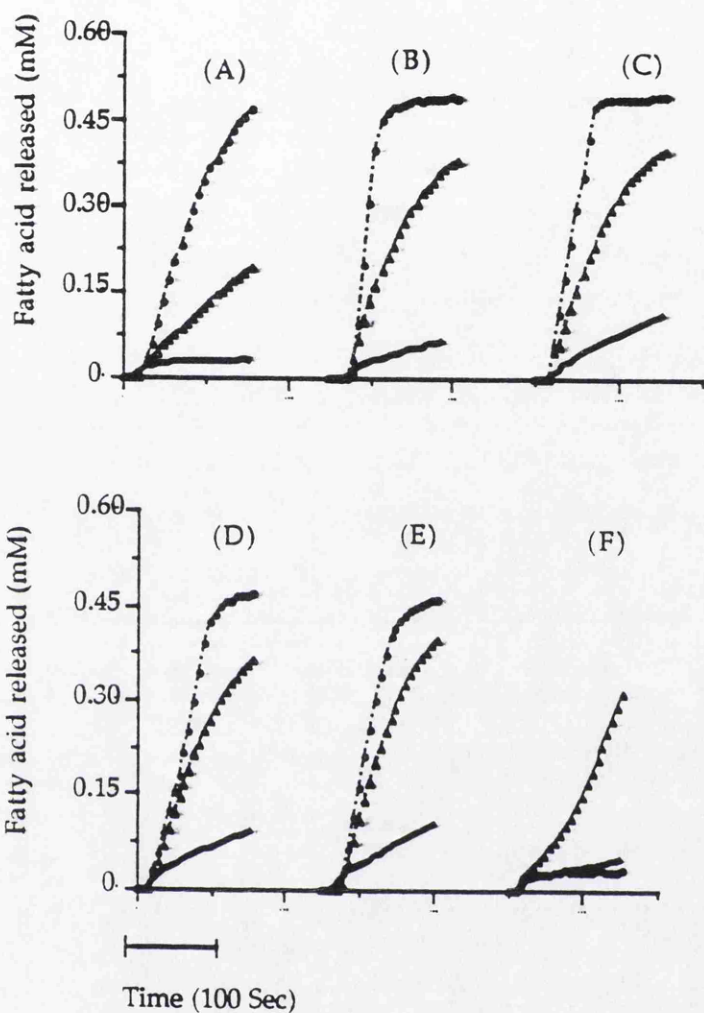 Fatty acid released (mM)
0.60
0.45
0.30
0.15
0.
(A)
(B)
(C)
Fatty acid released (mM)
0.60
0.45
0.30
0.15
0.
(D)
(E)
(F)
Time (100 Sec)